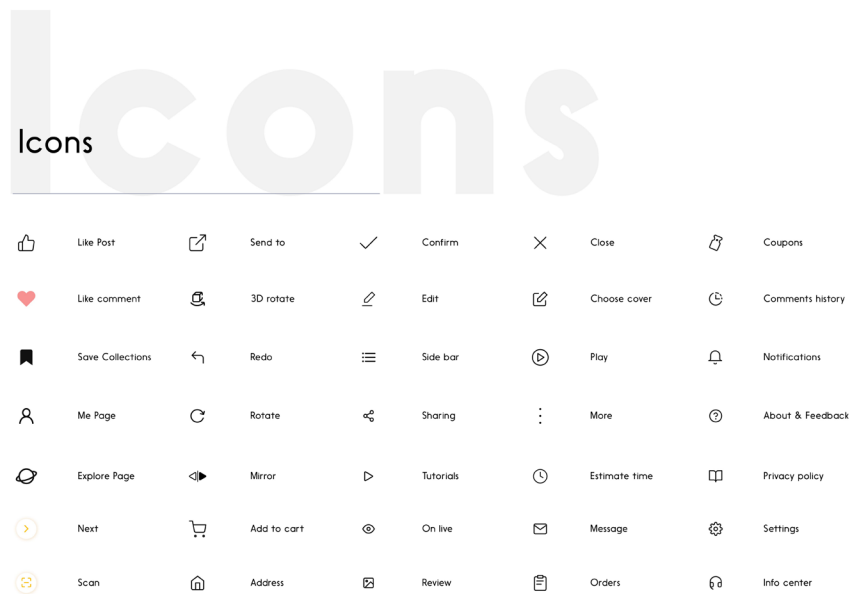 Icons
Icons
Like Post
Send to
Confirm
Close
Coupons
Like comment
3D rotate
Edit
Choose cover
Comments history
Save Collections
Redo
Side bar
Play
Notifications
Me Page
Rotate
Sharing
More
About & Feedback
Explore Page
Mirror
Tutorials
Estimate time
Privacy policy
Next
Add to cart
On live
Message
Settings
Scan
Address
Review
Orders
Info center